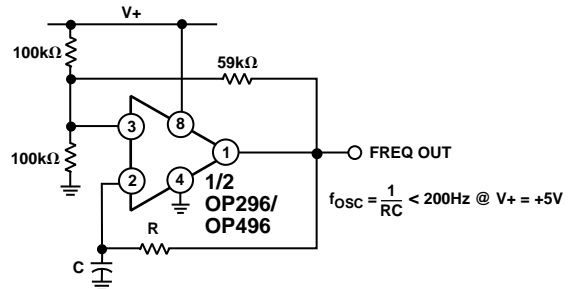 V+
100kΩ
59kΩ
100kΩ
3
8
1
2
4
FREQ OUT
1/2
OP296/
OP496
fOSC = 1/RC < 200Hz @ V+ = +5V
R
C